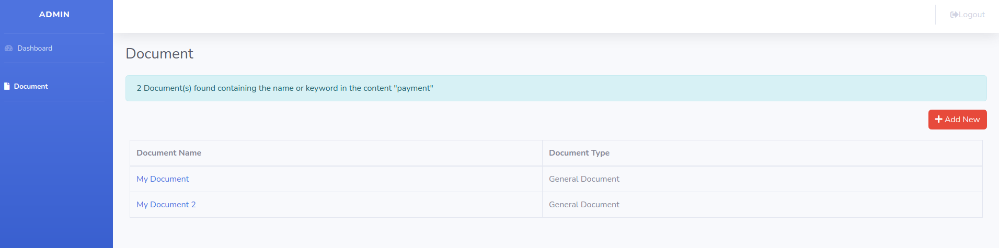 ADMIN
Logout
Dashboard
Document
Document
2 Document(s) found containing the name or keyword in the content "payment"
Add New
Document Name Document Type
My Document General Document
My Document 2 General Document